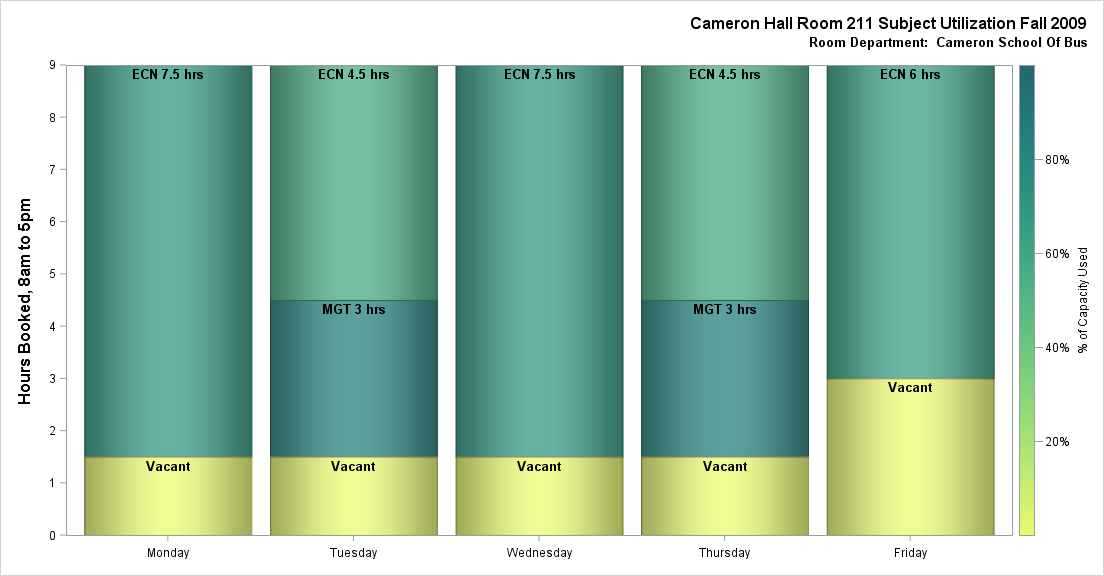 Cameron Hall Room 211 Subject Utilization Fall 2009
Room Department:  Cameron School Of Bus
Hours Booked, 8am to 5pm
9
8
7
6
5
4
3
2
1
0
ECN 7.5 hrs
Vacant
ECN 4.5 hrs
MGT 3 hrs
Vacant
ECN 7.5 hrs
Vacant
ECN 4.5 hrs
MGT 3 hrs
Vacant
ECN 6 hrs
Vacant
Monday
Tuesday
Wednesday
Thursday
Friday
80%
60%
40%
20%
% of Capacity Used